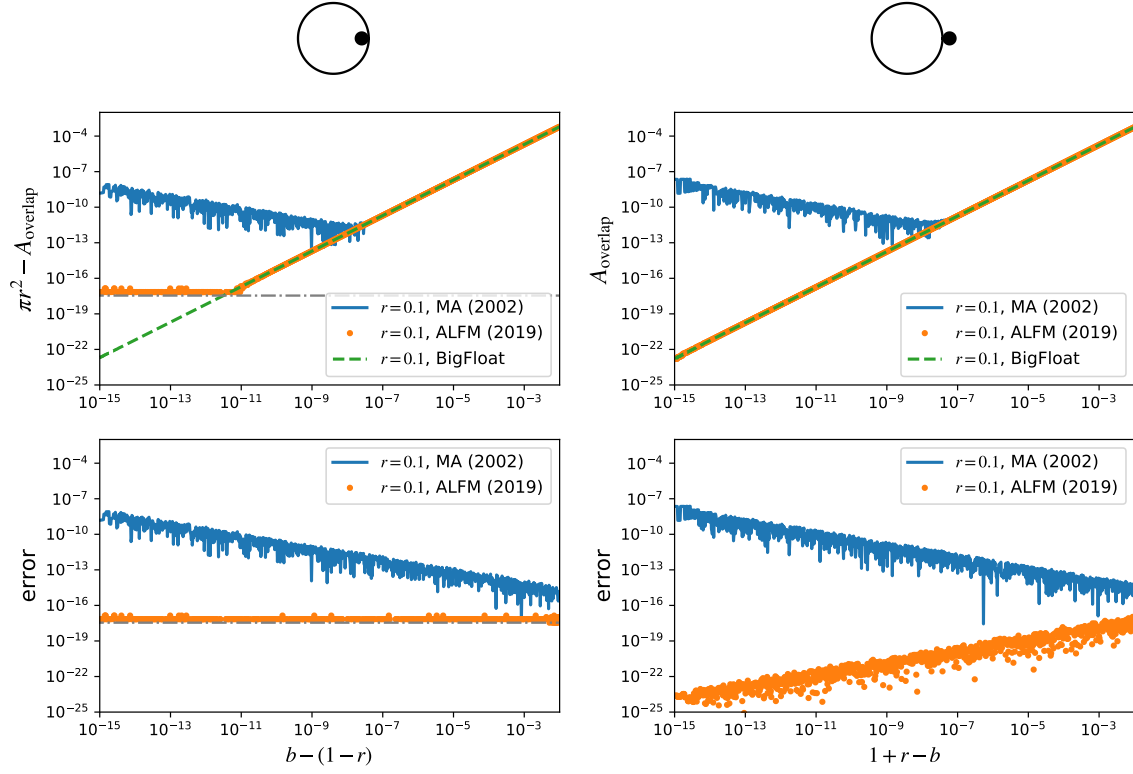 πr² − A_overlap
10⁻⁴
10⁻⁷
10⁻¹⁰
10⁻¹³
10⁻¹⁶
10⁻¹⁹
10⁻²²
10⁻²⁵
r = 0.1, MA (2002)
r = 0.1, ALFM (2019)
r = 0.1, BigFloat
10⁻¹⁵ 10⁻¹³ 10⁻¹¹ 10⁻⁹ 10⁻⁷ 10⁻⁵ 10⁻³
A_overlap
10⁻⁴
10⁻⁷
10⁻¹⁰
10⁻¹³
10⁻¹⁶
10⁻¹⁹
10⁻²²
10⁻²⁵
r = 0.1, MA (2002)
r = 0.1, ALFM (2019)
r = 0.1, BigFloat
10⁻¹⁵ 10⁻¹³ 10⁻¹¹ 10⁻⁹ 10⁻⁷ 10⁻⁵ 10⁻³
error
10⁻⁴
10⁻⁷
10⁻¹⁰
10⁻¹³
10⁻¹⁶
10⁻¹⁹
10⁻²²
10⁻²⁵
r = 0.1, MA (2002)
r = 0.1, ALFM (2019)
10⁻¹⁵ 10⁻¹³ 10⁻¹¹ 10⁻⁹ 10⁻⁷ 10⁻⁵ 10⁻³
b − (1 − r)
error
10⁻⁴
10⁻⁷
10⁻¹⁰
10⁻¹³
10⁻¹�6
10⁻¹⁹
10⁻²²
10⁻²⁵
r = 0.1, MA (2002)
r = 0.1, ALFM (2019)
10⁻¹⁵ 10⁻¹³ 10⁻¹¹ 10⁻⁹ 10⁻⁷ 10⁻⁵ 10⁻³
1 + r − b